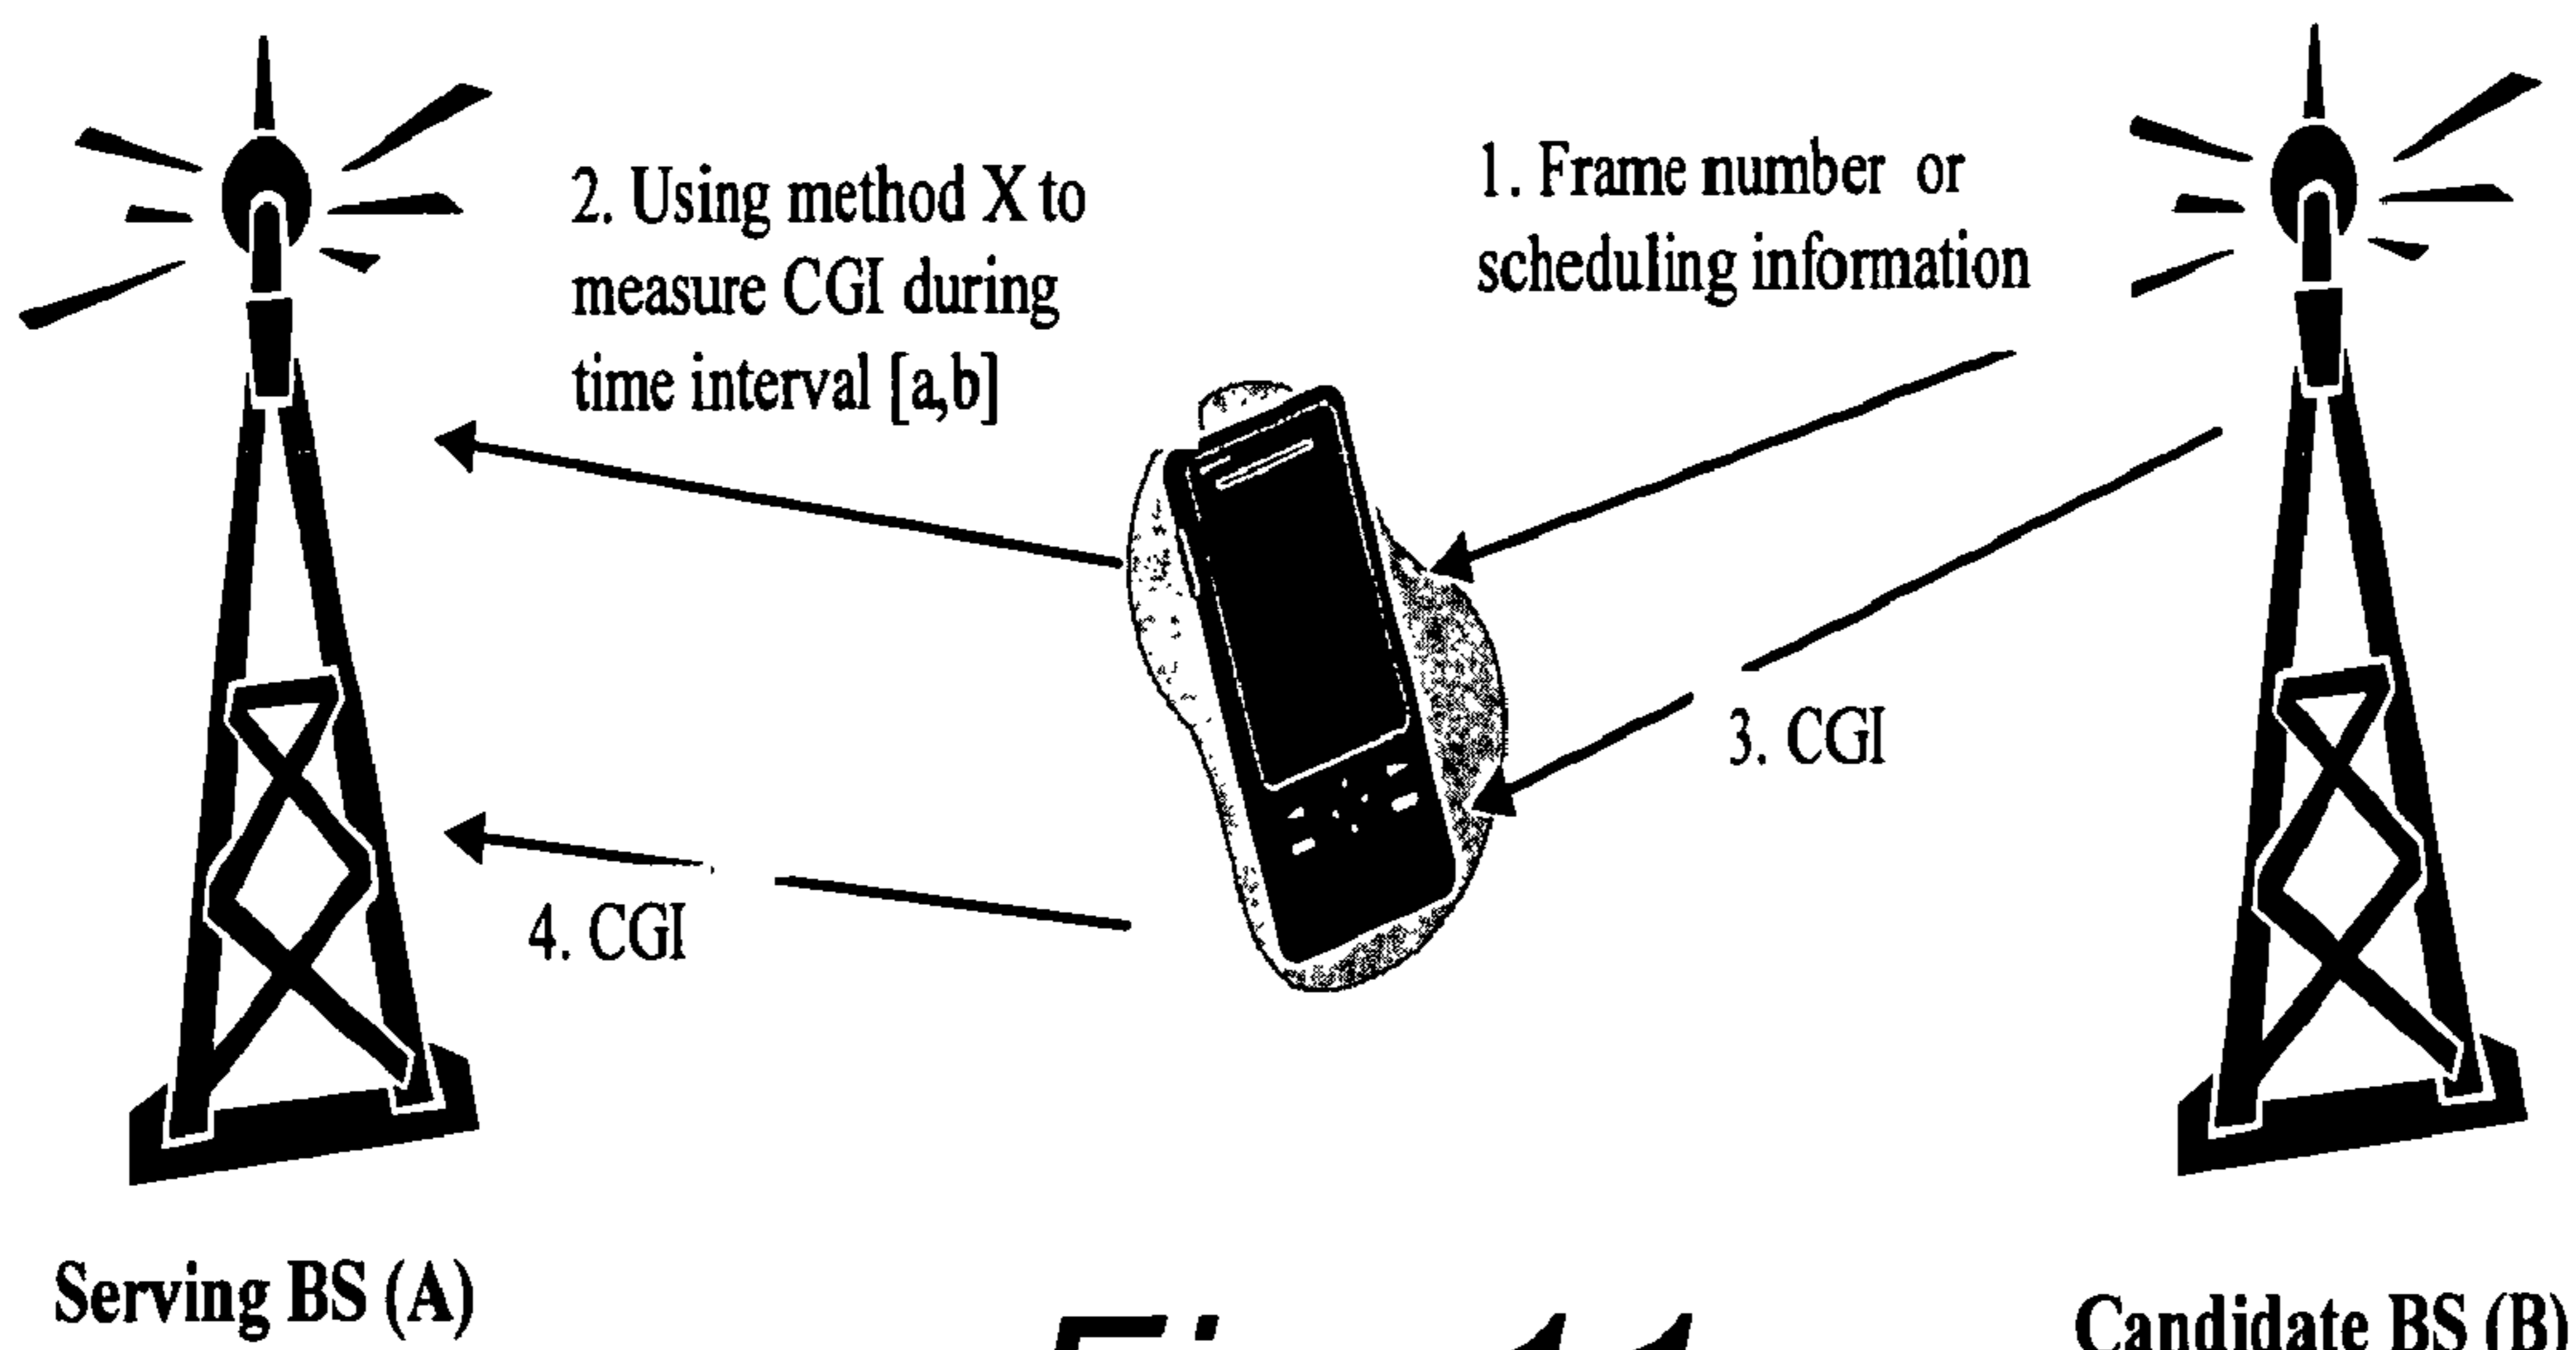 2. Using method X to
measure CGI during
time interval [a,b]
1. Frame number or
scheduling information
3. CGI
4. CGI
Serving BS (A)
Candidate BS (B)